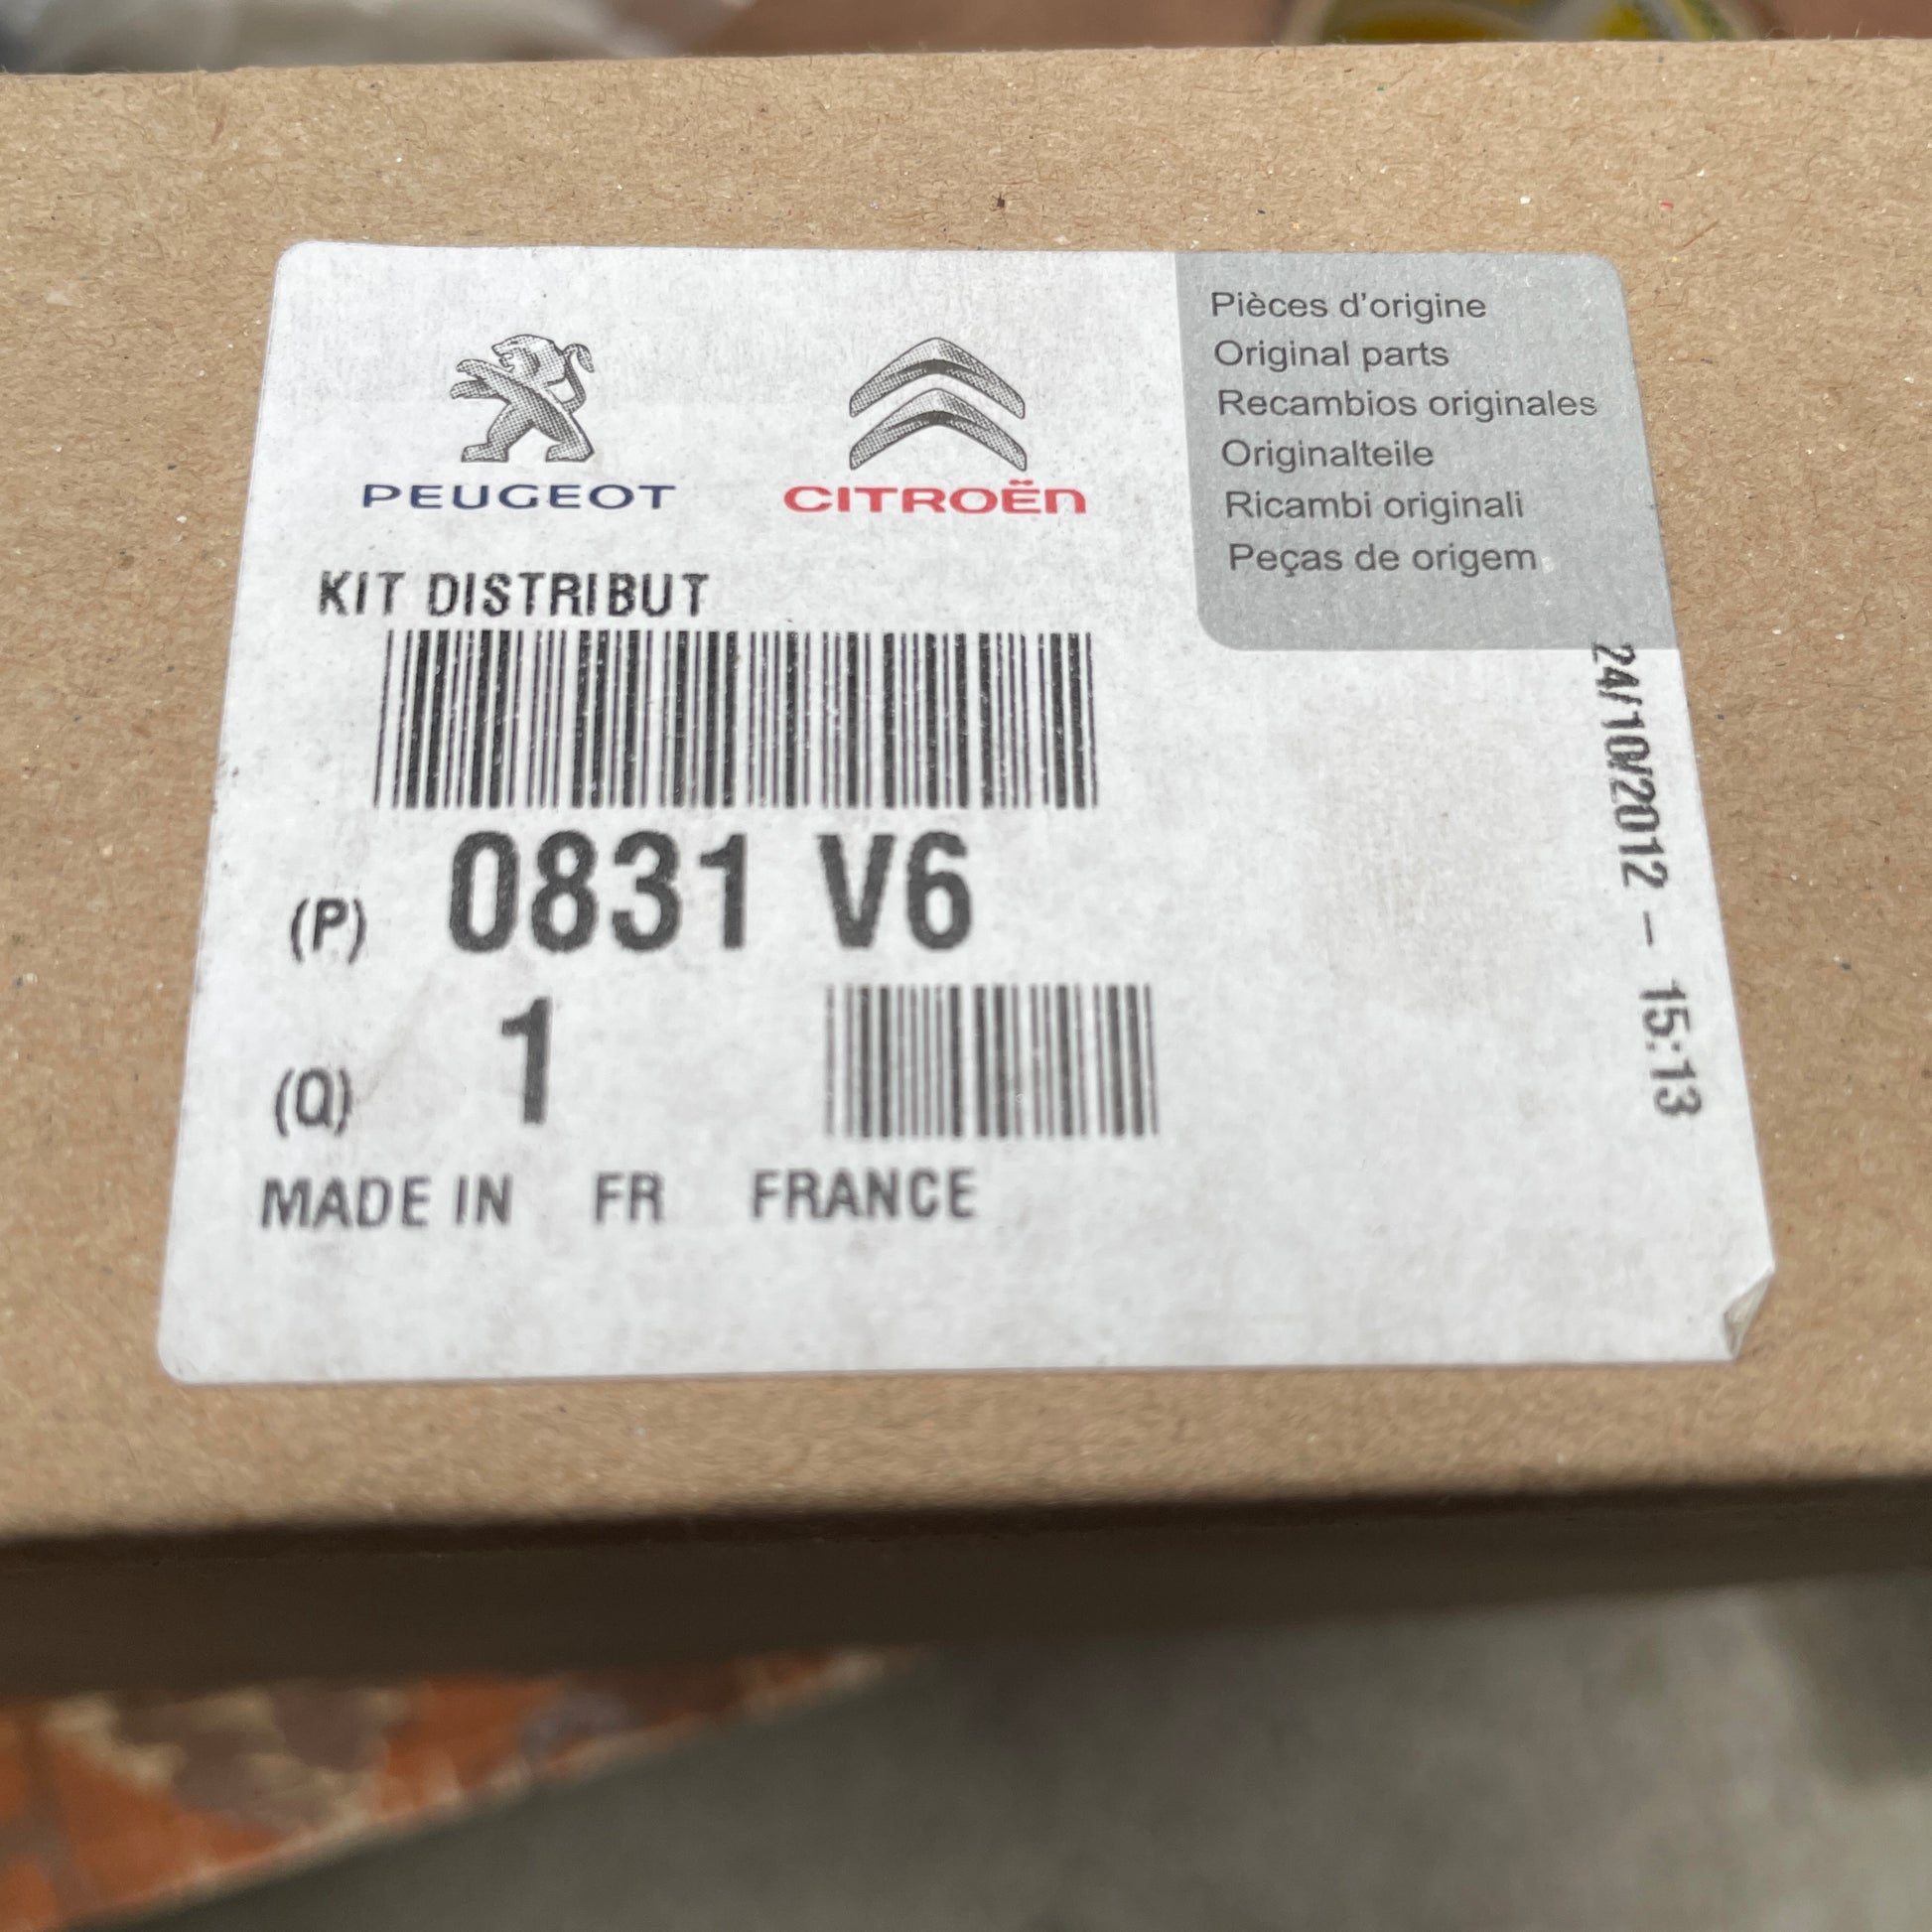 PEUGEOT
CITROËN
Pièces d'origine
Original parts
Recambios originales
Originalteile
Ricambi originali
Peças de origem
KIT DISTRIBUT
(P) 0831 V6
(Q) 1
MADE IN FR FRANCE
24/10/2012 - 15:13